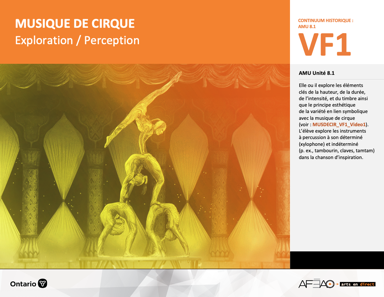 MUSIQUE DE CIRQUE
Exploration / Perception
CONTINUUM HISTORIQUE :
AMU 8.1
VF1
AMU Unité 8.1
Elle ou il explore les éléments
clés de la hauteur, de la durée,
de l'intensité, et du timbre ainsi
que le principe esthétique
de la variété en lien symbolique
avec la musique de cirque
(voir : MUSDECIR_VF1_Video1).
L'élève explore les instruments
à percussion à son déterminé
(xylophone) et indéterminé
(p. ex., tambourin, claves, tamtam)
dans la chanson d'inspiration.
Ontario
AFEAO
arts en direct